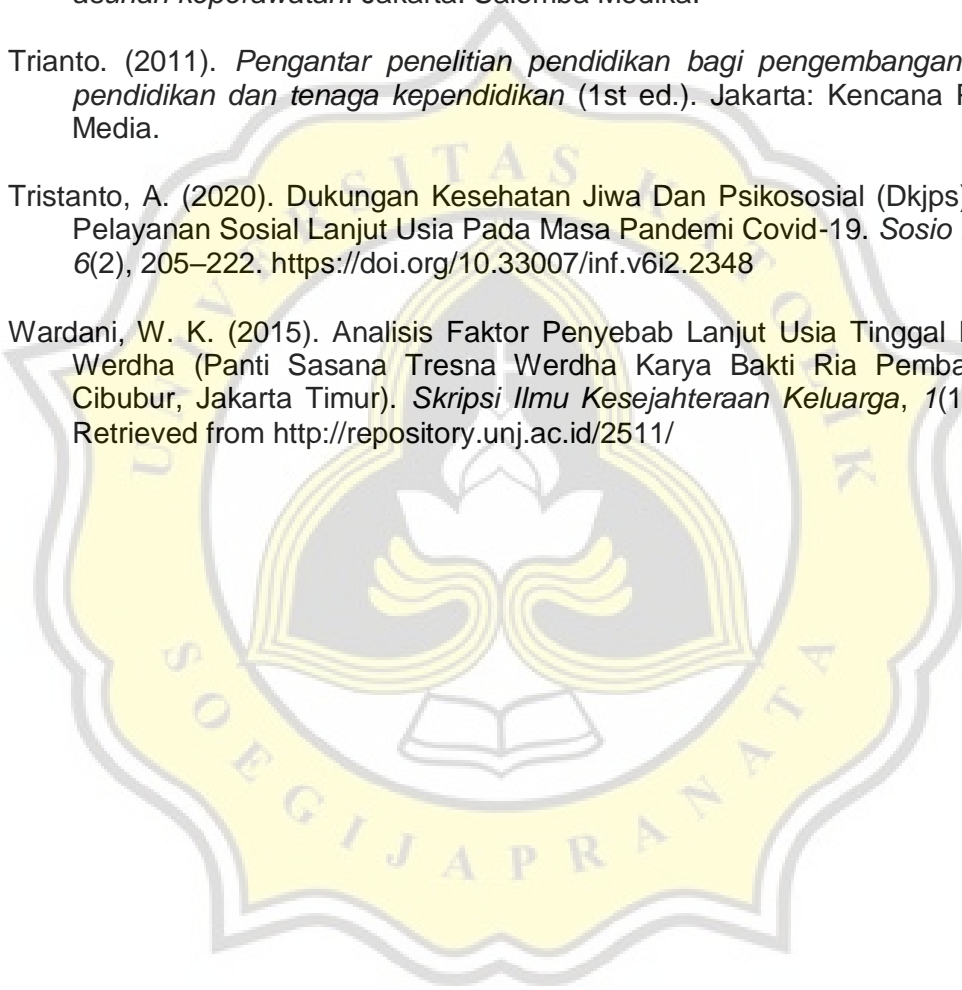 keperawatan. Jakarta: Salemba Medika.
Trianto. (2011). Pengantar penelitian pendidikan bagi pengembangan
pendidikan dan tenaga kependidikan (1st ed.). Jakarta: Kencana
Media.
Tristanto, A. (2020). Dukungan Kesehatan Jiwa Dan Psikososial (Dkjps)
Pelayanan Sosial Lanjut Usia Pada Masa Pandemi Covid-19. Sosio
6(2), 205–222. https://doi.org/10.33007/inf.v6i2.2348
Wardani, W. K. (2015). Analisis Faktor Penyebab Lanjut Usia Tinggal
Werdha (Panti Sasana Tresna Werdha Karya Bakti Ria
Cibubur, Jakarta Timur). Skripsi Ilmu Kesejahteraan Keluarga, 1(1
Retrieved from http://repository.unj.ac.id/2511/
UNIVERSITAS KATOLIK
SOEGIJAPRANATA